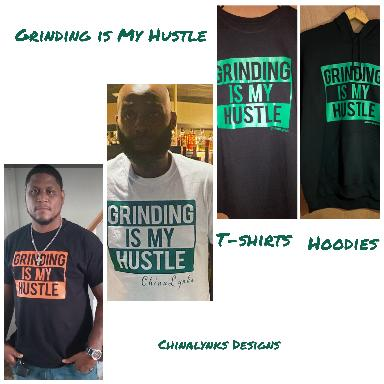 Grinding is My Hustle
GRINDING
IS MY
HUSTLE
GRINDING
IS MY
HUSTLE
GRINDING
IS MY
HUSTLE
ChinaLynks
GRINDING
IS MY
HUSTLE
T-shirts
Hoodies
Chinalynks Designs